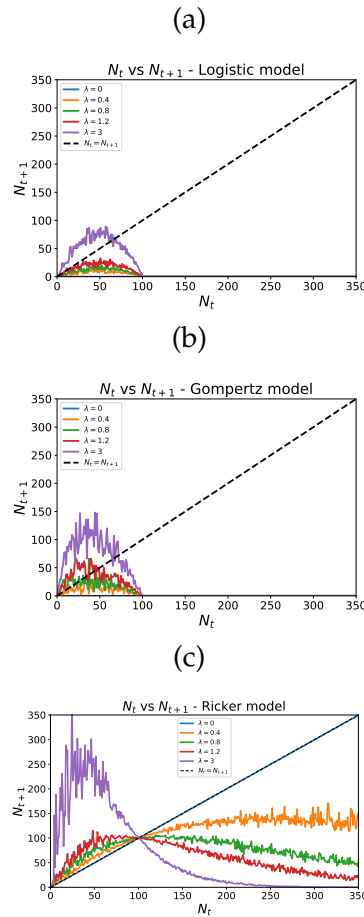 (a)
N_t vs N_{t+1} - Logistic model
350
300
250
200
150
100
50
0
N_{t+1}
λ = 0
λ = 0.4
λ = 0.8
λ = 1.2
λ = 3
N_t = N_{t+1}
0 50 100 150 200 250 300 350
N_t
(b)
N_t vs N_{t+1} - Gompertz model
350
300
250
200
150
100
50
0
N_{t+1}
λ = 0
λ = 0.4
λ = 0.8
λ = 1.2
λ = 3
N_t = N_{t+1}
0 50 100 150 200 250 300 350
N_t
(c)
N_t vs N_{t+1} - Ricker model
350
300
250
200
150
100
50
0
N_{t+1}
λ = 0
λ = 0.4
λ = 0.8
λ = 1.2
λ = 3
N_t = N_{t+1}
0 50 100 150 200 250 300 350
N_t